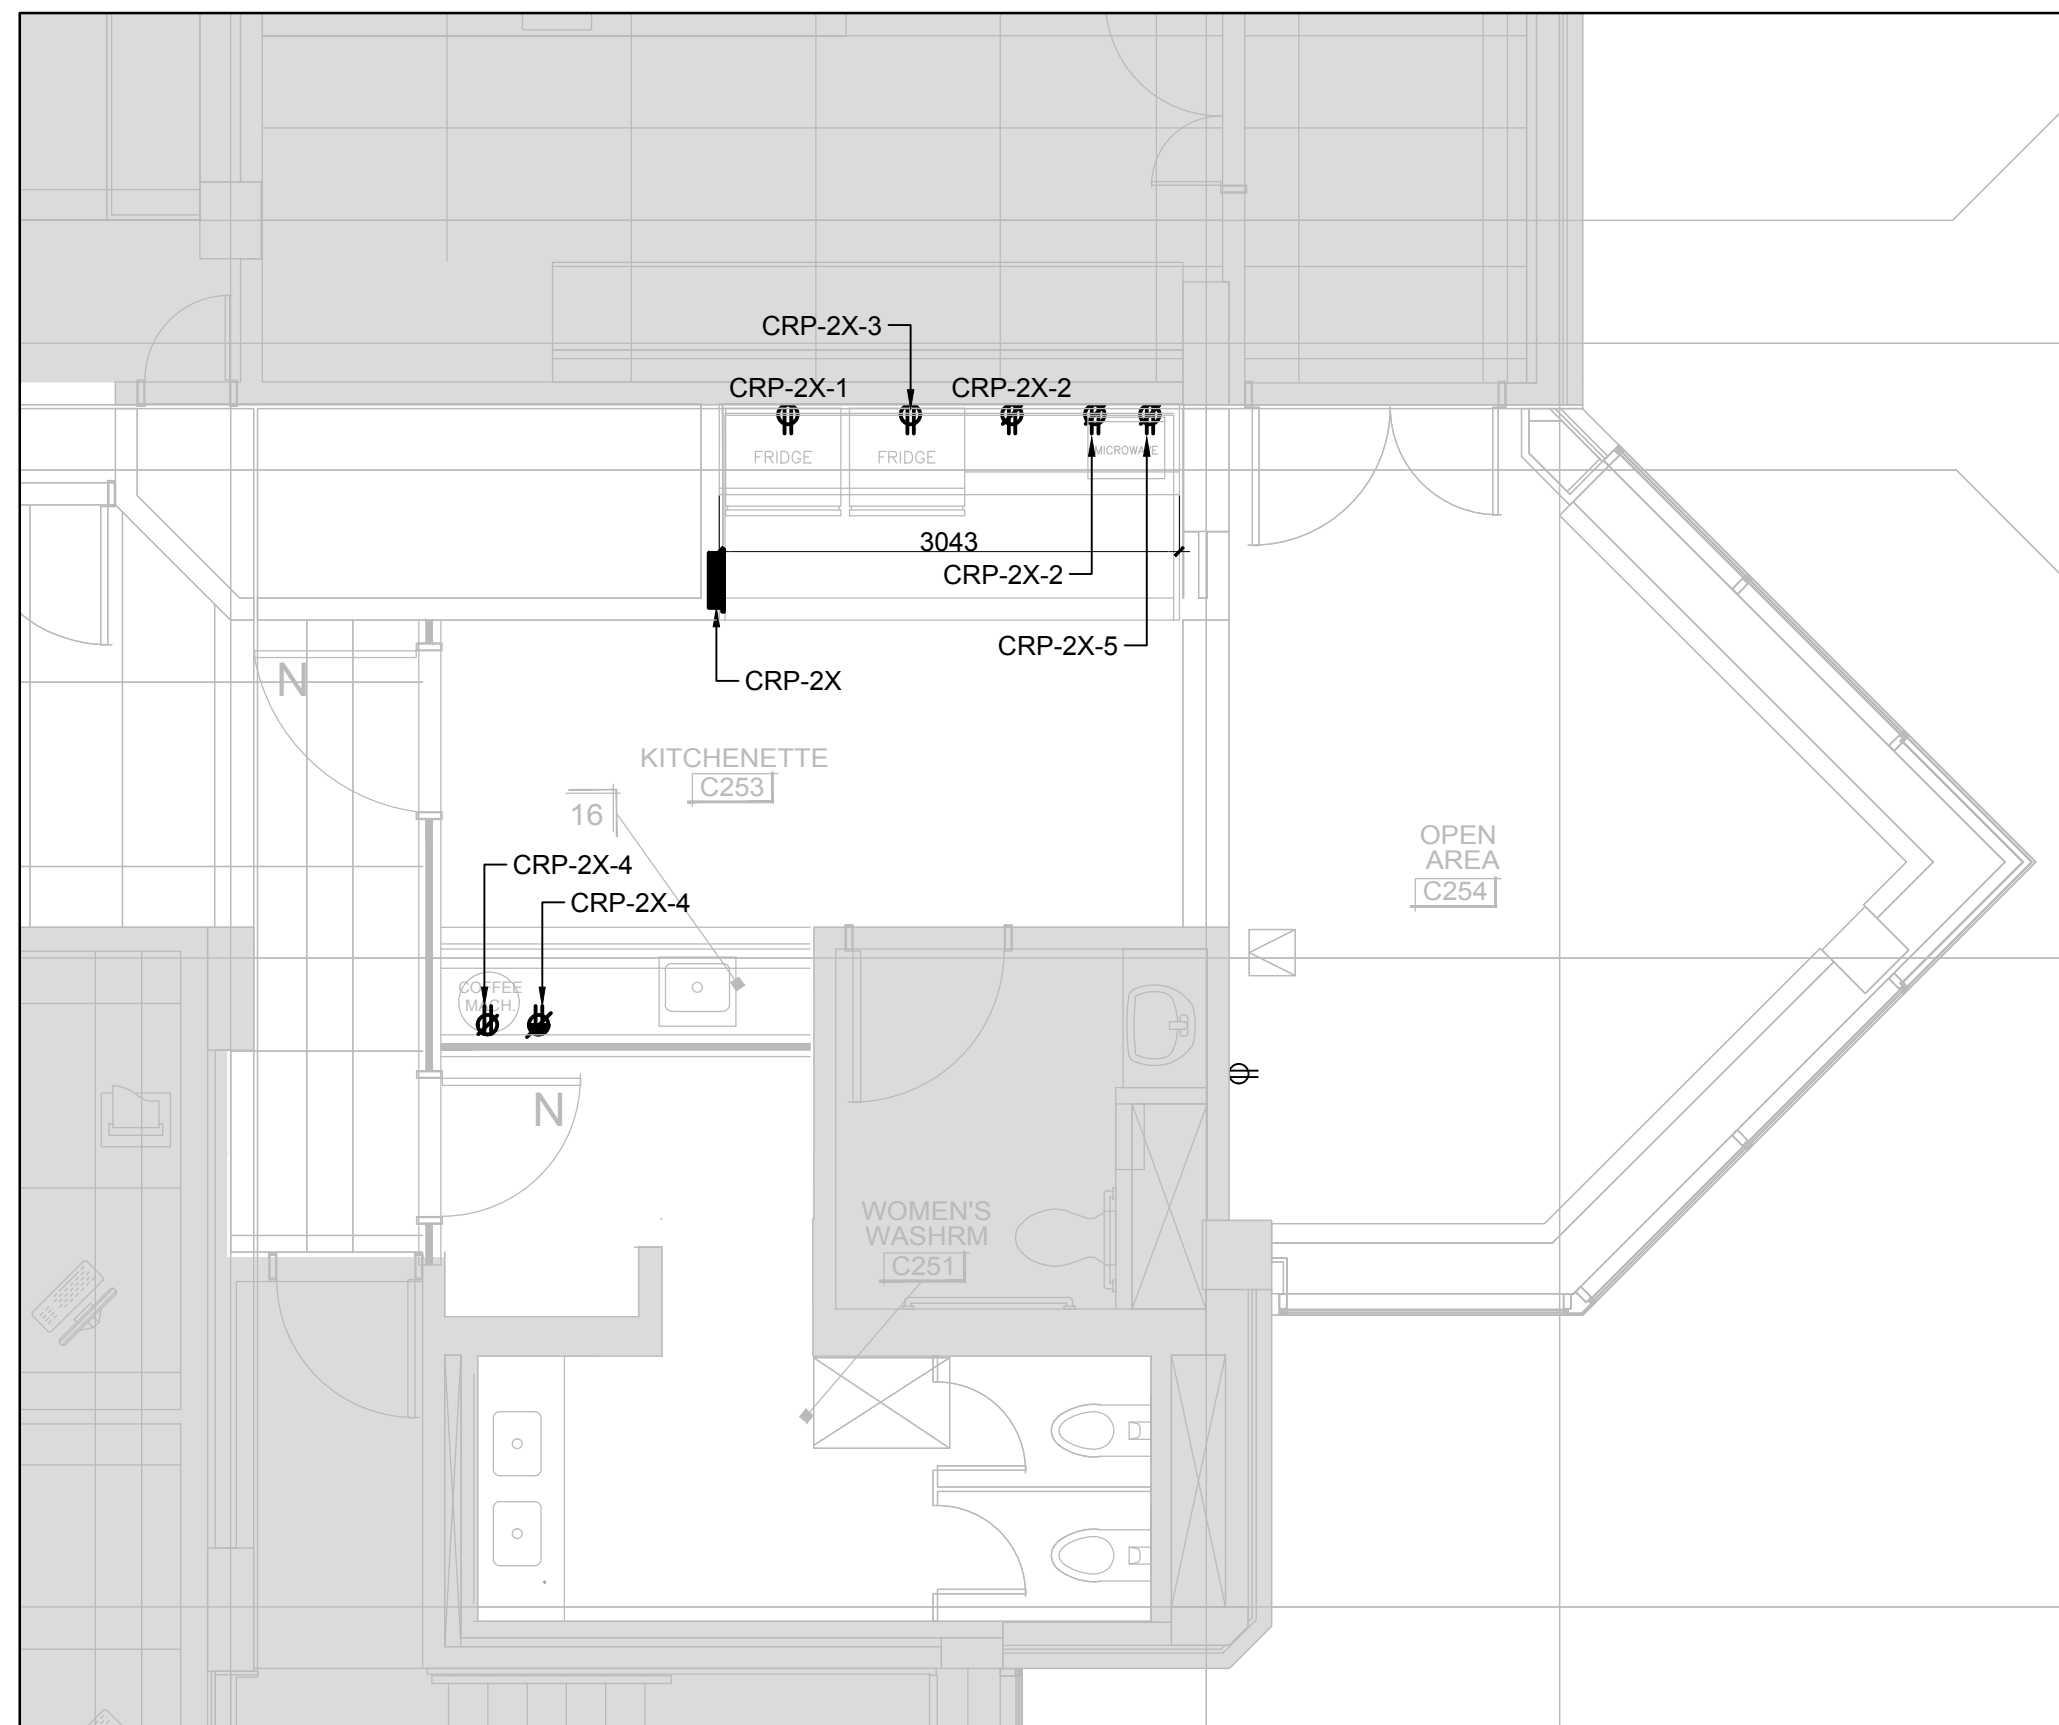 CRP-2X-3
CRP-2X-1
CRP-2X-2
FRIDGE
FRIDGE
MICROWAVE
3043
CRP-2X-2
CRP-2X-5
CRP-2X
N
KITCHENETTE
C253
16
OPEN
AREA
C254
CRP-2X-4
CRP-2X-4
COFFEE
MACH.
N
WOMEN'S
WASHRM
C251